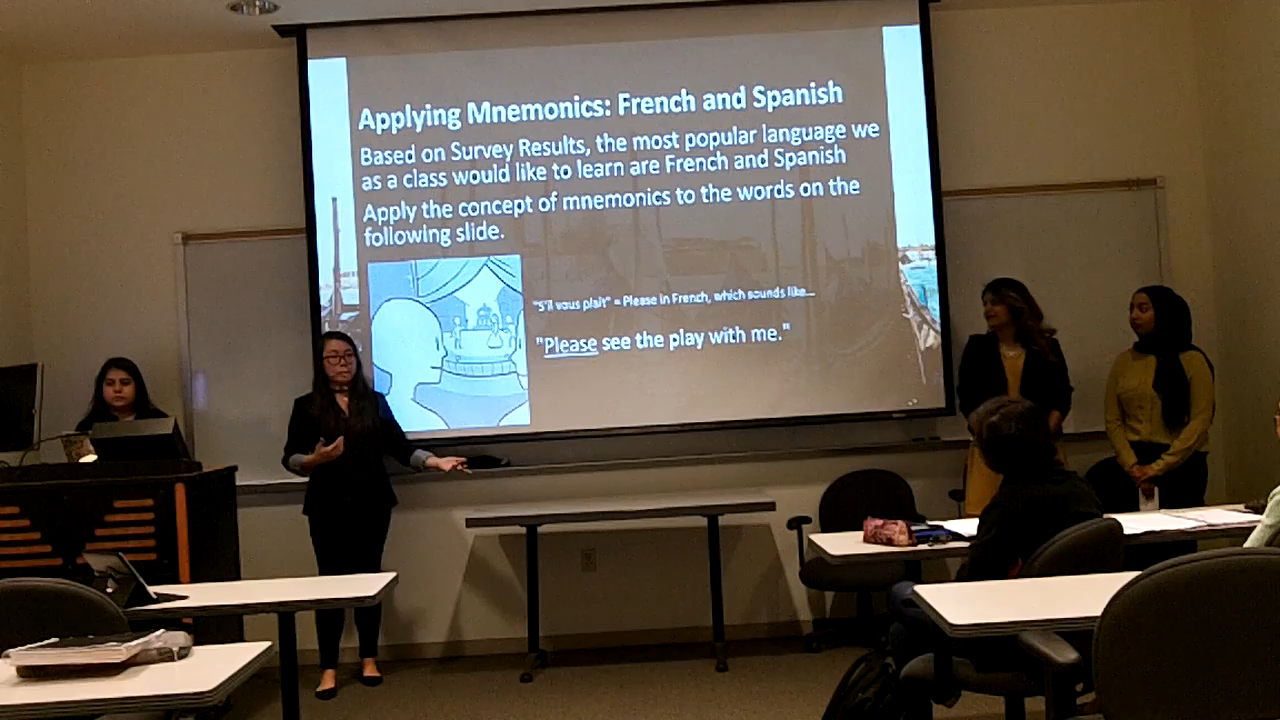 Applying Mnemonics: French and Spanish
Based on Survey Results, the most popular language we
as a class would like to learn are French and Spanish
Apply the concept of mnemonics to the words on the
following slide.
"S'il vous plait" = Please in French, which sounds like...
"Please see the play with me."